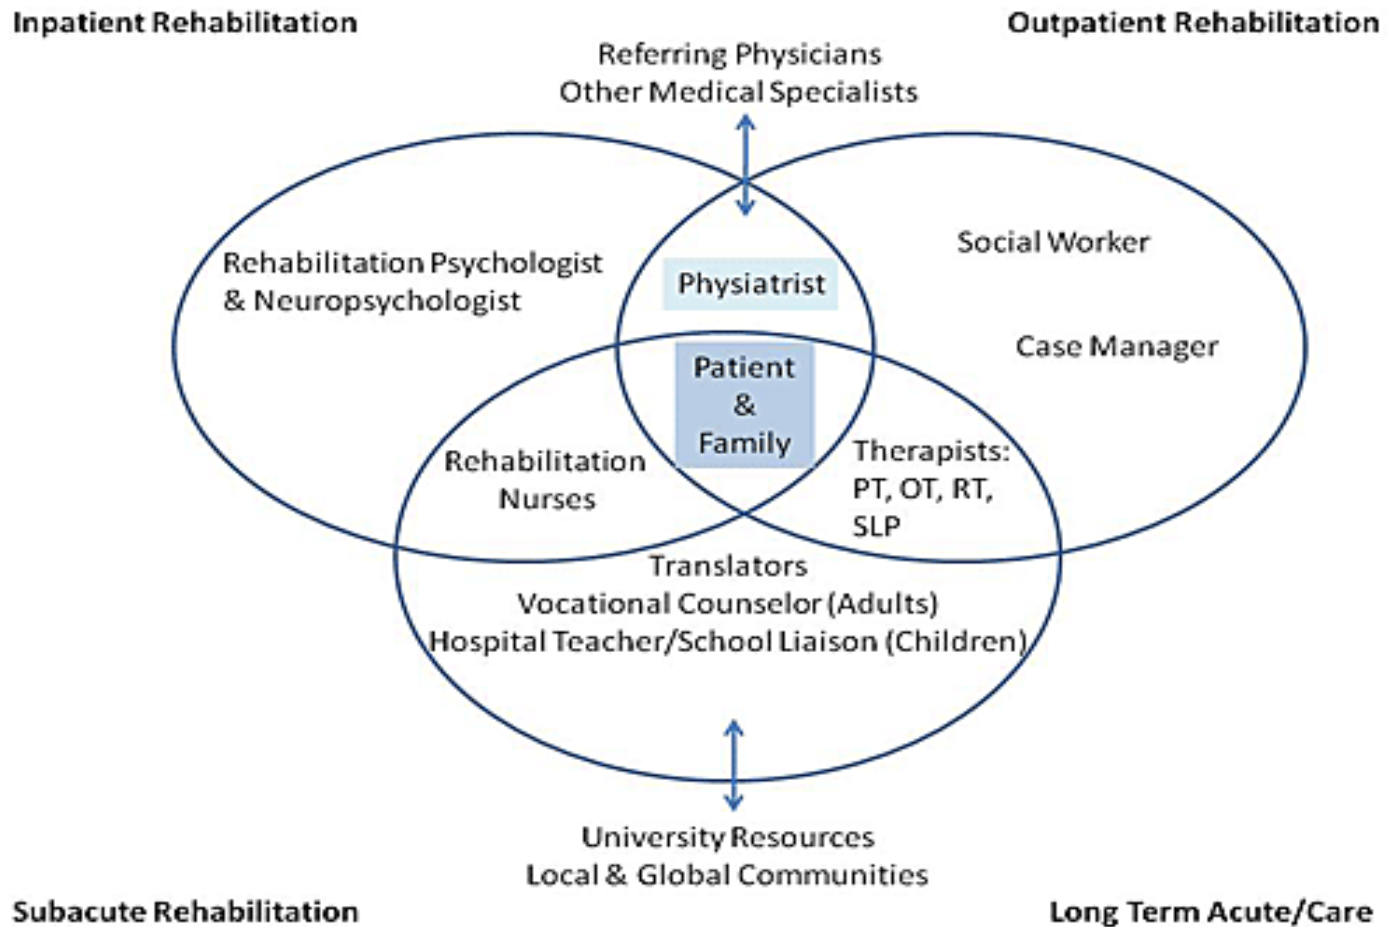 Inpatient Rehabilitation
Outpatient Rehabilitation
Referring Physicians
Other Medical Specialists
Rehabilitation Psychologist
& Neuropsychologist
Physiatrist
Social Worker
Case Manager
Patient
&
Family
Rehabilitation
Nurses
Therapists:
PT, OT, RT,
SLP
Translators
Vocational Counselor (Adults)
Hospital Teacher/School Liaison (Children)
University Resources
Local & Global Communities
Subacute Rehabilitation
Long Term Acute/Care